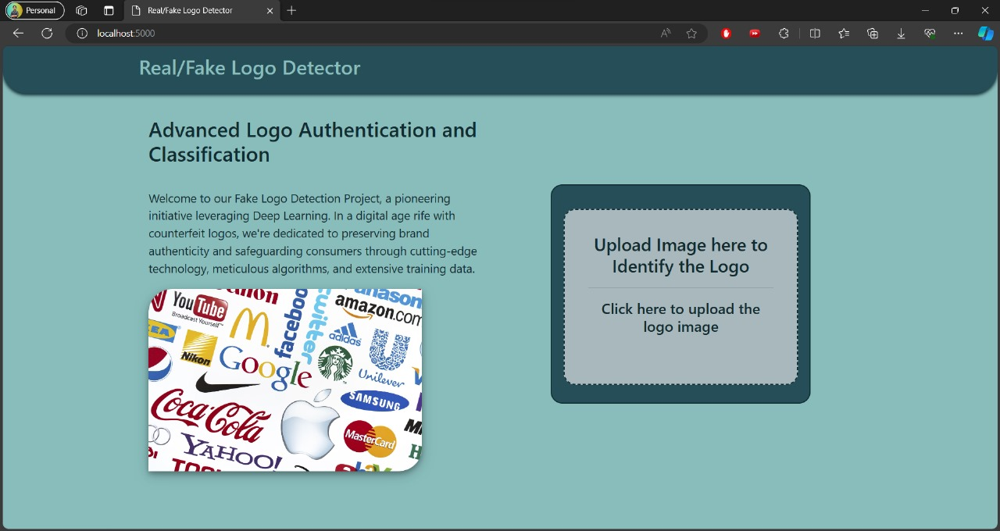 Personal
Real/Fake Logo Detector
localhost:5000
Real/Fake Logo Detector
Advanced Logo Authentication and
Classification
Welcome to our Fake Logo Detection Project, a pioneering
initiative leveraging Deep Learning. In a digital age rife with
counterfeit logos, we're dedicated to preserving brand
authenticity and safeguarding consumers through cutting-edge
technology, meticulous algorithms, and extensive training data.
YouTube
Broadcast Yourself™
faceboo
twitter
amazon.com
adidas
Nikon
Google
Unilever
Coca-Cola
SAMSUNG
MasterCard
YAHOO!
Upload Image here to
Identify the Logo
Click here to upload the
logo image